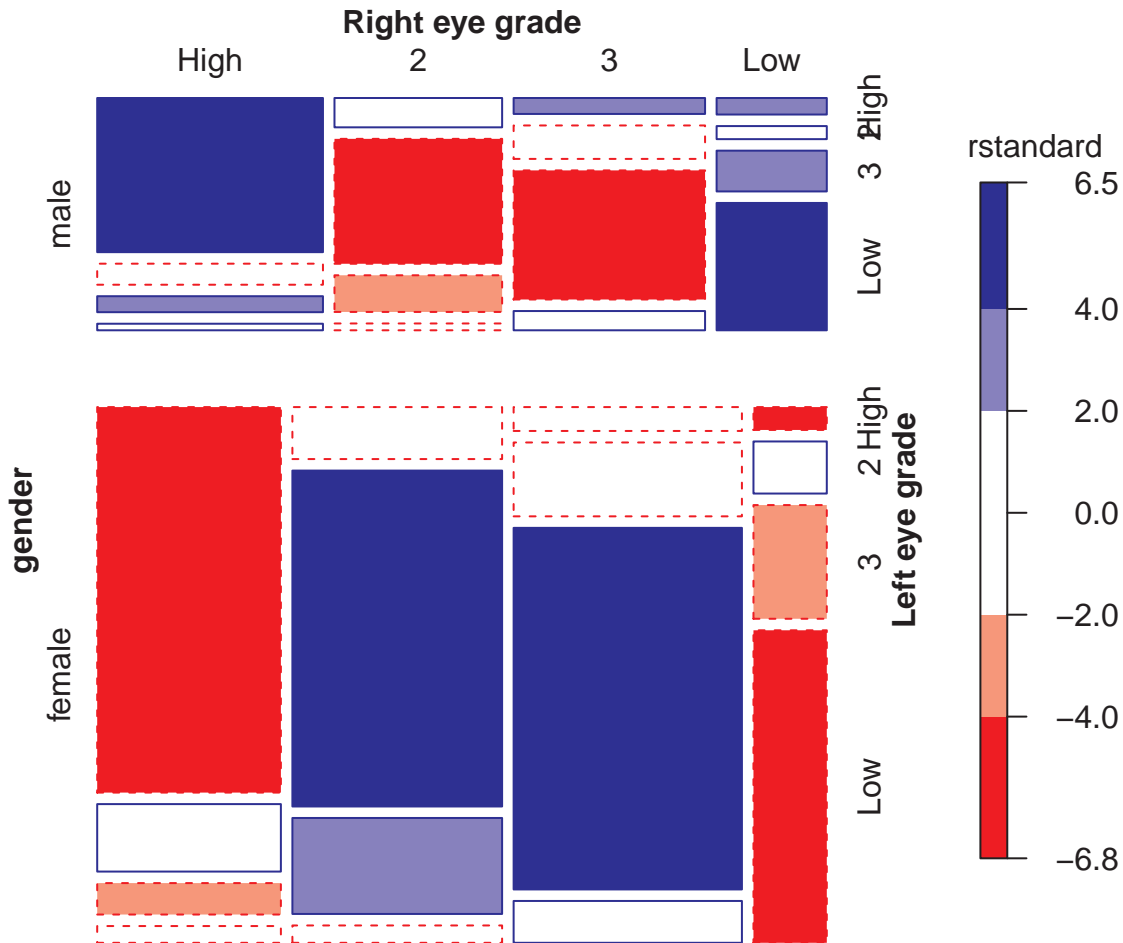 Right eye grade
High 2 3 Low
male
High
2
3
Low
gender
female
High
2
3
Low
Left eye grade
rstandard
6.5
4.0
2.0
0.0
−2.0
−4.0
−6.8